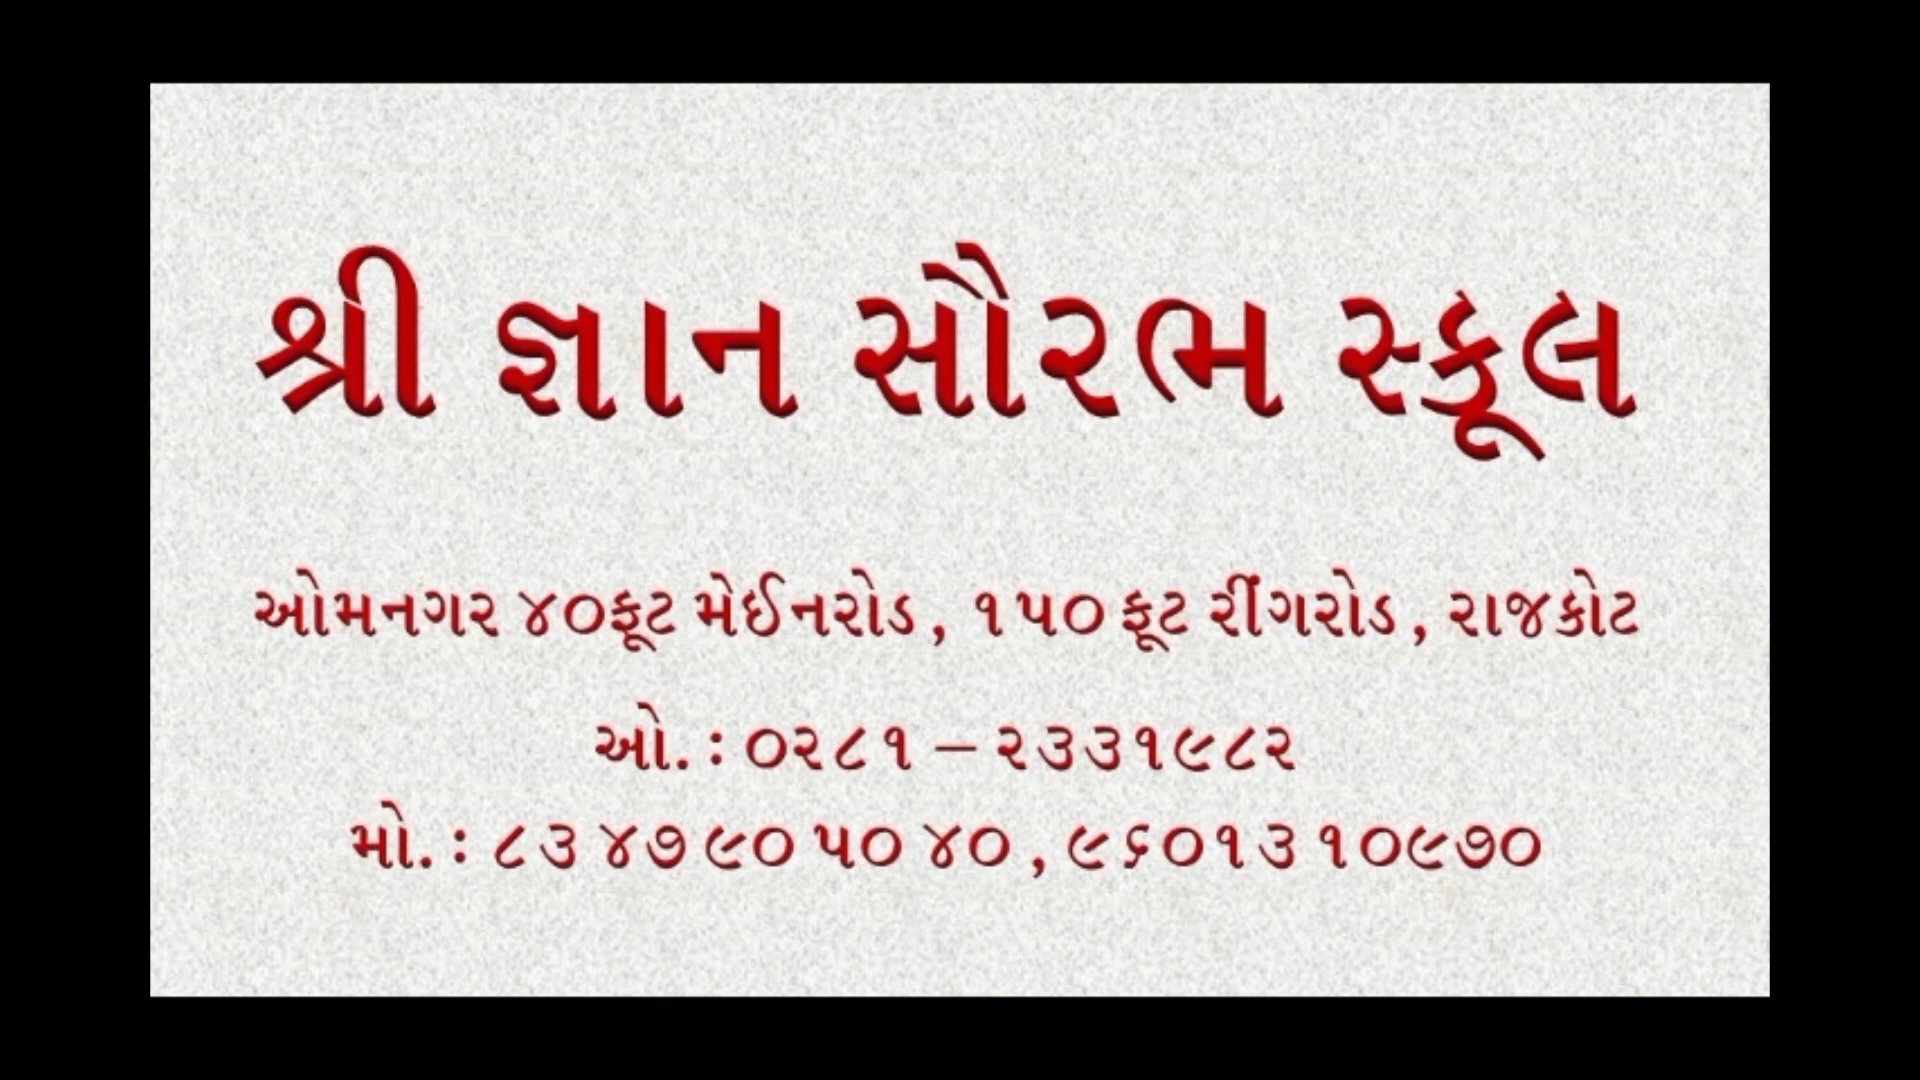 શ્રી જ્ઞાન સૌરભ સ્કૂલ
ઓમનગર ૪૦ફૂટ મેઈનરોડ, ૧૫૦ ફૂટ રીંગરોડ, રાજકોટ
ઓ. : ૦૨૮૧ – ૨૩૩૧૯૮૨
મો. : ૮૩ ૪૭ ૯૦ ૫૦ ૪૦ , ૯૬૦૧૩ ૧૦૯૭૦